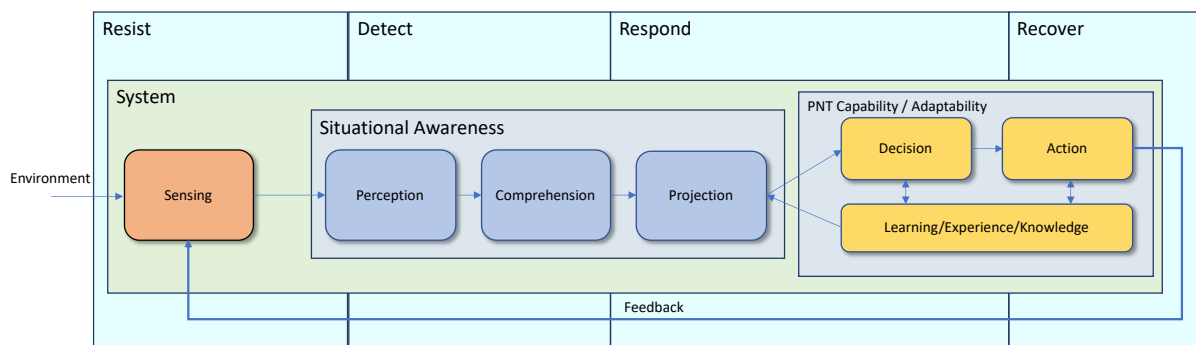 Resist
Detect
Respond
Recover
System
PNT Capability / Adaptability
Situational Awareness
Decision
Action
Environment
Sensing
Perception
Comprehension
Projection
Learning/Experience/Knowledge
Feedback